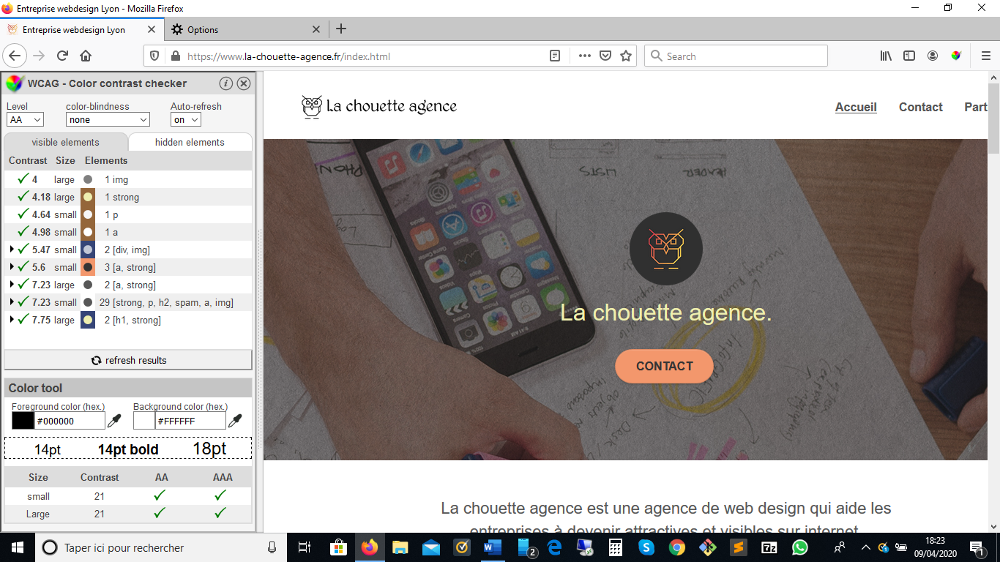 Entreprise webdesign Lyon - Mozilla Firefox
Entreprise webdesign Lyon
Options
https://www.la-chouette-agence.fr/index.html
Search
WCAG - Color contrast checker
Level
color-blindness
Auto-refresh
AA
none
on
visible elements
hidden elements
Contrast Size Elements
4 large 1 img
4.18 large 1 strong
4.64 small 1 p
4.98 small 1 a
5.47 small 2 [div, img]
5.6 small 3 [a, strong]
7.23 large 2 [a, strong]
7.23 small 29 [strong, p, h2, spam, a, img]
7.75 large 2 [h1, strong]
refresh results
Color tool
Foreground color (hex.) Background color (hex.)
#000000 #FFFFFF
14pt 14pt bold 18pt
Size Contrast AA AAA
small 21
Large 21
La chouette agence
Accueil Contact Part
PHON
LISTS
HEADER
La chouette agence.
CONTACT
La chouette agence est une agence de web design qui aide les
entreprises à devenir attractives et visibles sur internet
Taper ici pour rechercher
2
18:23
09/04/2020
1